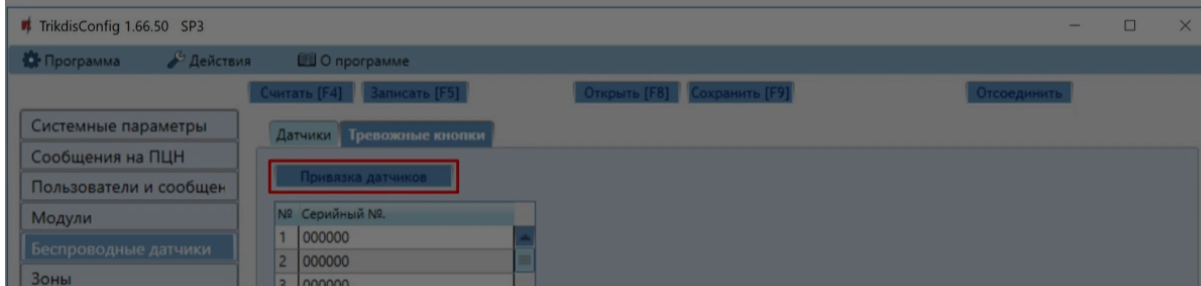 TrikdisConfig 1.66.50 SP3
Программа Действия О программе
Считать [F4] Записать [F5] Открыть [F8] Сохранить [F9] Отсоединить
Системные параметры
Сообщения на ПЦН
Пользователи и сообщен
Модули
Беспроводные датчики
Зоны
Датчики Тревожные кнопки
Привязка датчиков
№ Серийный №.
1 000000
2 000000
3 000000